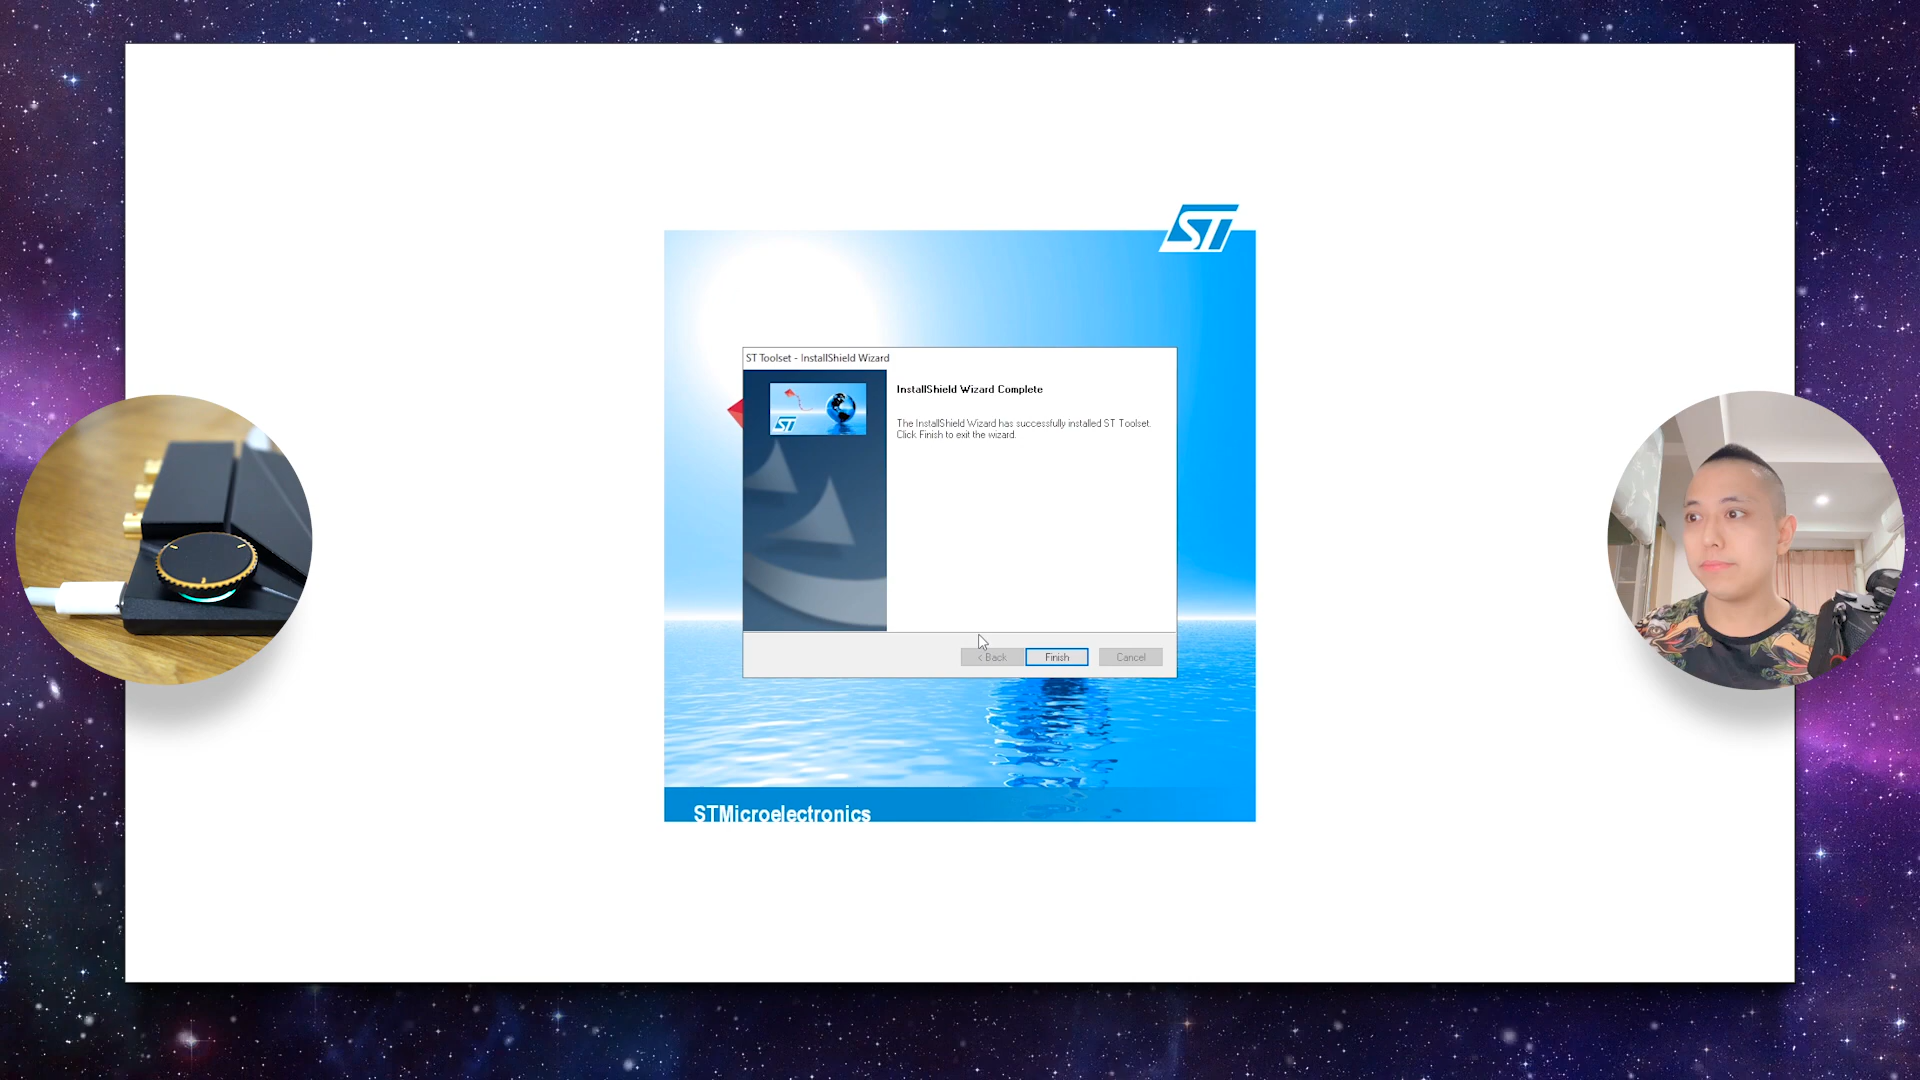 ST
ST Toolset - InstallShield Wizard
InstallShield Wizard Complete
The InstallShield Wizard has successfully installed ST Toolset.
Click Finish to exit the wizard.
ST
< Back
Finish
Cancel
STMicroelectronics